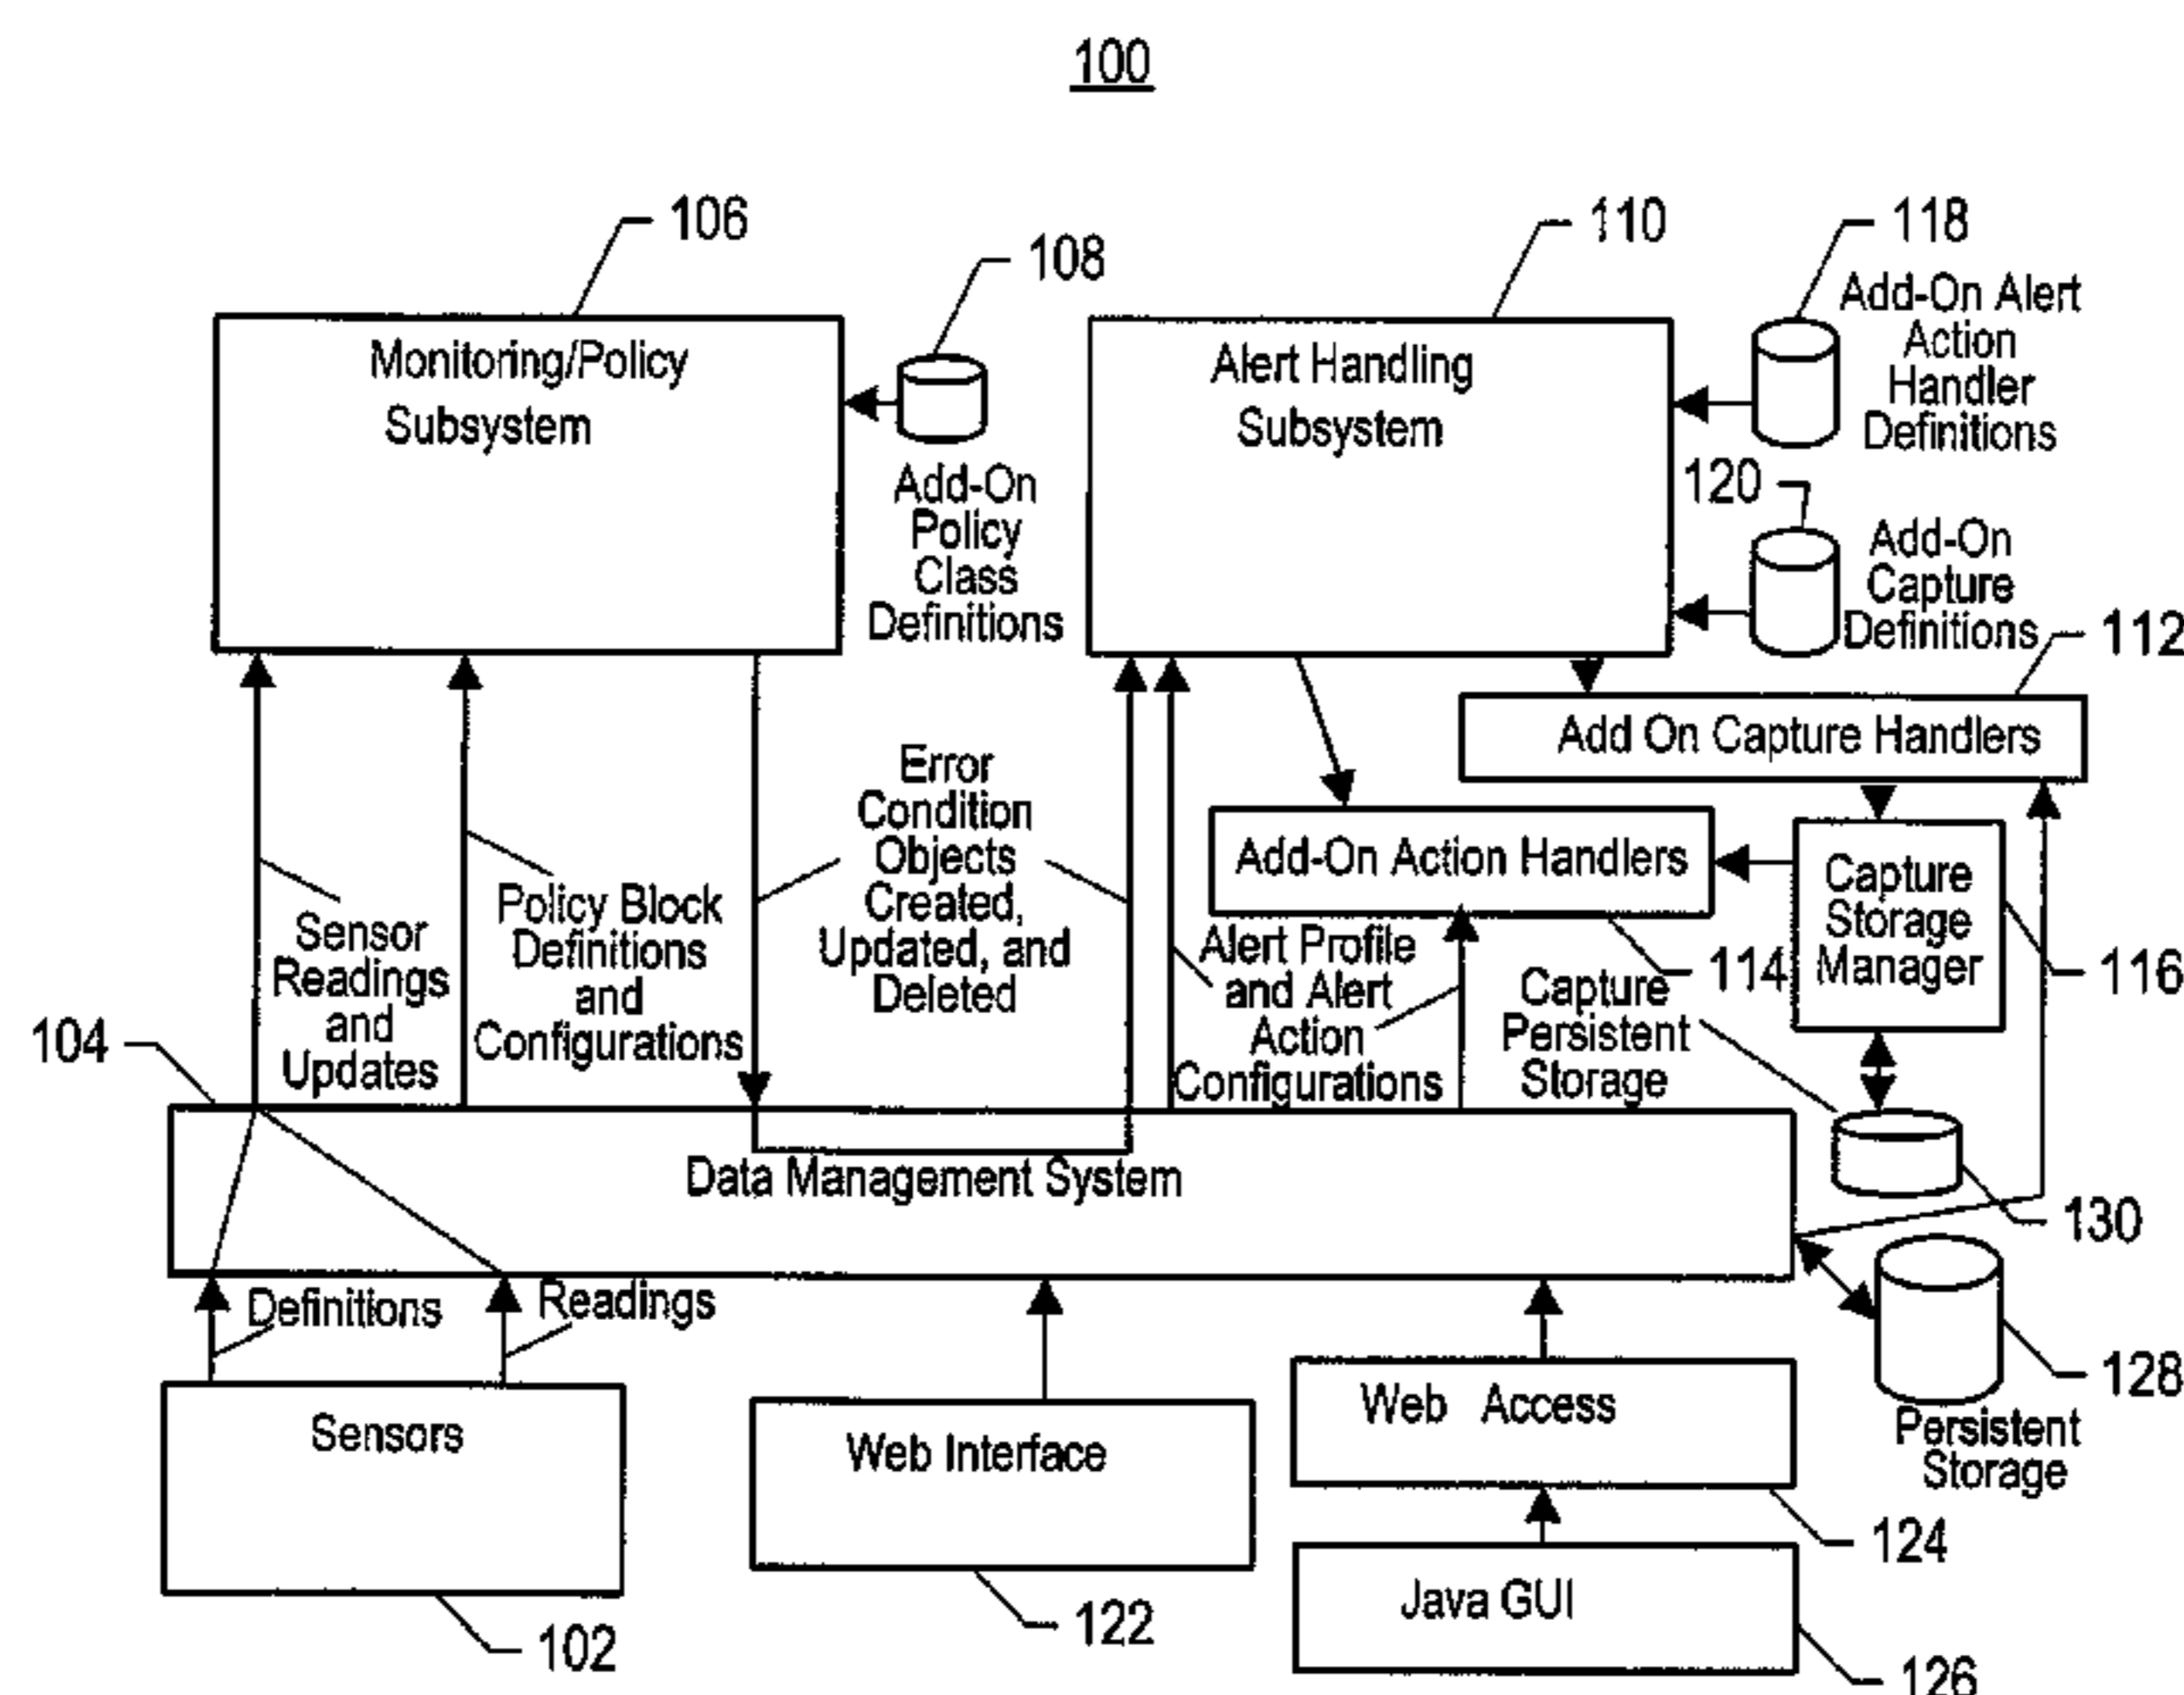 100
106
108
110
118
Add-On Alert
Action
Handler
Definitions
Monitoring/Policy
Subsystem
Add-On
Policy
Class
Definitions
Alert Handling
Subsystem
120
Add-On
Capture
Definitions
112
Add On Capture Handlers
Add-On Action Handlers
114
Capture
Storage
Manager
116
Sensor
Readings
and
Updates
Policy Block
Definitions
and
Configurations
Error
Condition
Objects
Created,
Updated, and
Deleted
Alert Profile
and Alert
Action
Configurations
Capture
Persistent
Storage
104
Data Management System
130
Definitions
Readings
128
Persistent
Storage
Sensors
102
Web Interface
122
Web Access
124
Java GUI
126